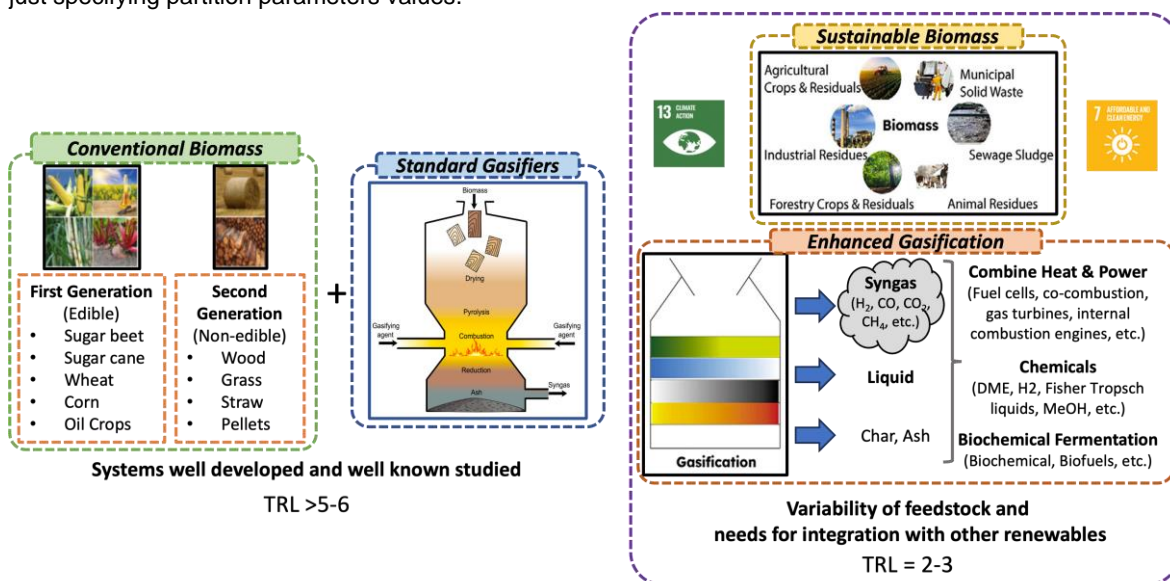 just specifying partition parameters values.
Conventional Biomass
First Generation
(Edible)
• Sugar beet
• Sugar cane
• Wheat
• Corn
• Oil Crops
Second
Generation
(Non-edible)
• Wood
• Grass
• Straw
• Pellets
+
Standard Gasifiers
Biomass
Drying
Pyrolysis
Gasifying
agent
Combustion
Gasifying
agent
Reduction
Ash
Syngas
Systems well developed and well known studied
TRL >5-6
Sustainable Biomass
13 CLIMATE
ACTION
7 AFFORDABLE AND
CLEAN ENERGY
Agricultural
Crops & Residuals
Municipal
Solid Waste
Biomass
Industrial Residues
Sewage Sludge
Forestry Crops & Residuals
Animal Residues
Enhanced Gasification
Gasification
Syngas
(H₂, CO, CO₂,
CH₄, etc.)
Liquid
Char, Ash
Combine Heat & Power
(Fuel cells, co-combustion,
gas turbines, internal
combustion engines, etc.)
Chemicals
(DME, H2, Fisher Tropsch
liquids, MeOH, etc.)
Biochemical Fermentation
(Biochemical, Biofuels, etc.)
Variability of feedstock and
needs for integration with other renewables
TRL = 2-3